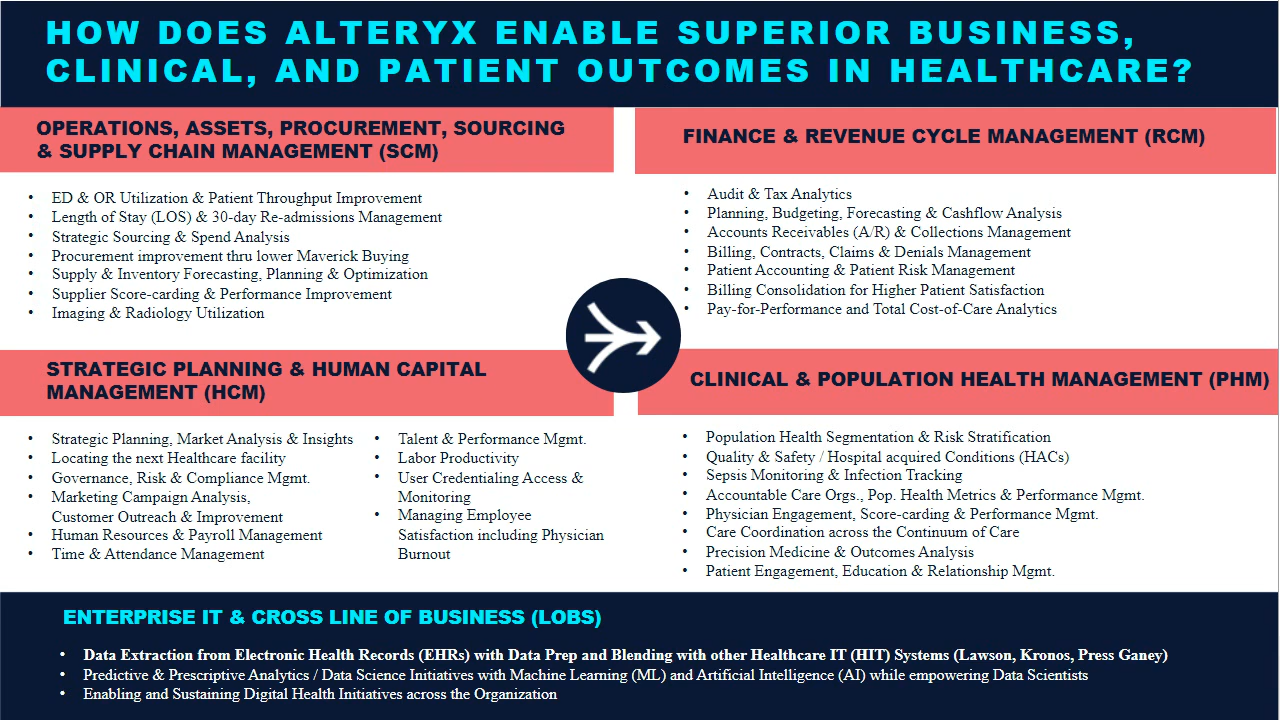 HOW DOES ALTERYX ENABLE SUPERIOR BUSINESS,
CLINICAL, AND PATIENT OUTCOMES IN HEALTHCARE?
OPERATIONS, ASSETS, PROCUREMENT, SOURCING
& SUPPLY CHAIN MANAGEMENT (SCM)
• ED & OR Utilization & Patient Throughput Improvement
• Length of Stay (LOS) & 30-day Re-admissions Management
• Strategic Sourcing & Spend Analysis
• Procurement improvement thru lower Maverick Buying
• Supply & Inventory Forecasting, Planning & Optimization
• Supplier Score-carding & Performance Improvement
• Imaging & Radiology Utilization
FINANCE & REVENUE CYCLE MANAGEMENT (RCM)
• Audit & Tax Analytics
• Planning, Budgeting, Forecasting & Cashflow Analysis
• Accounts Receivables (A/R) & Collections Management
• Billing, Contracts, Claims & Denials Management
• Patient Accounting & Patient Risk Management
• Billing Consolidation for Higher Patient Satisfaction
• Pay-for-Performance and Total Cost-of-Care Analytics
STRATEGIC PLANNING & HUMAN CAPITAL
MANAGEMENT (HCM)
• Strategic Planning, Market Analysis & Insights
• Locating the next Healthcare facility
• Governance, Risk & Compliance Mgmt.
• Marketing Campaign Analysis,
Customer Outreach & Improvement
• Human Resources & Payroll Management
• Time & Attendance Management
• Talent & Performance Mgmt.
• Labor Productivity
• User Credentialing Access &
Monitoring
• Managing Employee
Satisfaction including Physician
Burnout
CLINICAL & POPULATION HEALTH MANAGEMENT (PHM)
• Population Health Segmentation & Risk Stratification
• Quality & Safety / Hospital acquired Conditions (HACs)
• Sepsis Monitoring & Infection Tracking
• Accountable Care Orgs., Pop. Health Metrics & Performance Mgmt.
• Physician Engagement, Score-carding & Performance Mgmt.
• Care Coordination across the Continuum of Care
• Precision Medicine & Outcomes Analysis
• Patient Engagement, Education & Relationship Mgmt.
ENTERPRISE IT & CROSS LINE OF BUSINESS (LOBS)
• Data Extraction from Electronic Health Records (EHRs) with Data Prep and Blending with other Healthcare IT (HIT) Systems (Lawson, Kronos, Press Ganey)
• Predictive & Prescriptive Analytics / Data Science Initiatives with Machine Learning (ML) and Artificial Intelligence (AI) while empowering Data Scientists
• Enabling and Sustaining Digital Health Initiatives across the Organization